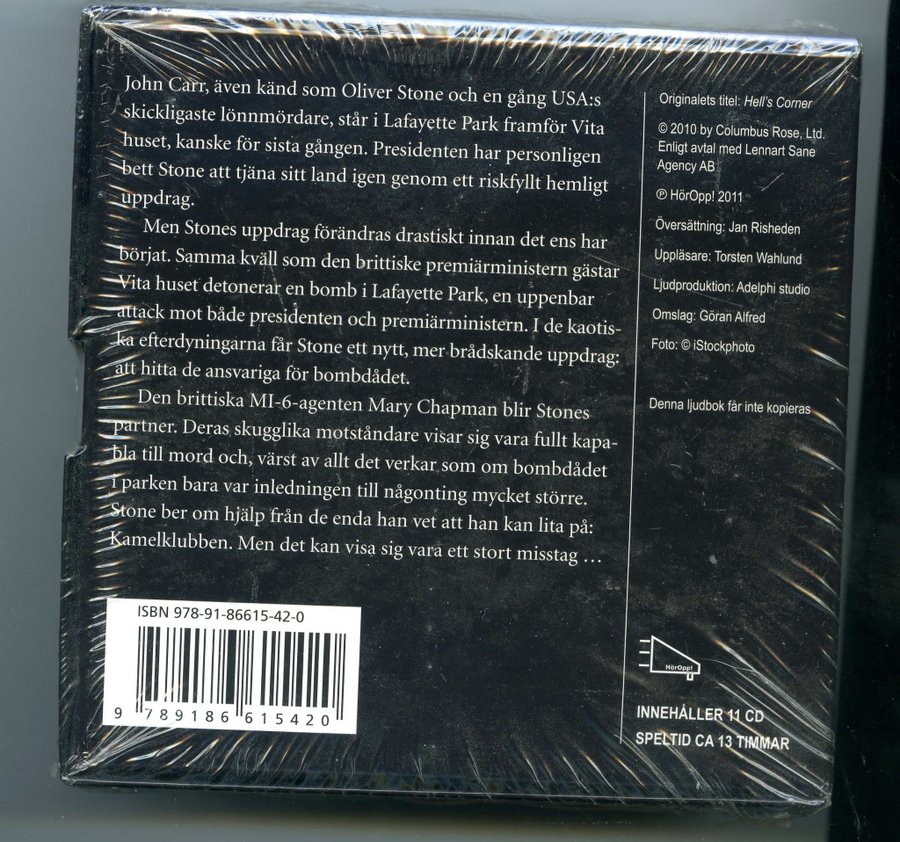 John Carr, även känd som Oliver Stone och en gång USA:s
skickligaste lönnmördare, står i Lafayette Park framför Vita
huset, kanske för sista gången. Presidenten har personligen
bett Stone att tjäna sitt land igen genom ett riskfyllt hemligt
uppdrag.
Men Stones uppdrag förändras drastiskt innan det ens har
börjat. Samma kväll som den brittiske premiärministern gästar
Vita huset detonerar en bomb i Lafayette Park, en uppenbar
attack mot både presidenten och premiärministern. I de kaotis-
ka efterdyningarna får Stone ett nytt, mer brådskande uppdrag:
att hitta de ansvariga för bombdådet.
Den brittiska MI-6-agenten Mary Chapman blir Stones
partner. Deras skugglika motståndare visar sig vara fullt kapa-
bla till mord och, värst av allt det verkar som om bombdådet
i parken bara var inledningen till någonting mycket större.
Stone ber om hjälp från de enda han vet att han kan lita på:
Kamelklubben. Men det kan visa sig vara ett stort misstag …
ISBN 978-91-86615-42-0
9 789186 615420
Originalets titel: Hell's Corner
© 2010 by Columbus Rose, Ltd.
Enligt avtal med Lennart Sane
Agency AB
℗ HörOpp! 2011
Översättning: Jan Risheden
Uppläsare: Torsten Wahlund
Ljudproduktion: Adelphi studio
Omslag: Göran Alfred
Foto: © iStockphoto
Denna ljudbok får inte kopieras
HörOpp!
INNEHÅLLER 11 CD
SPELTID CA 13 TIMMAR